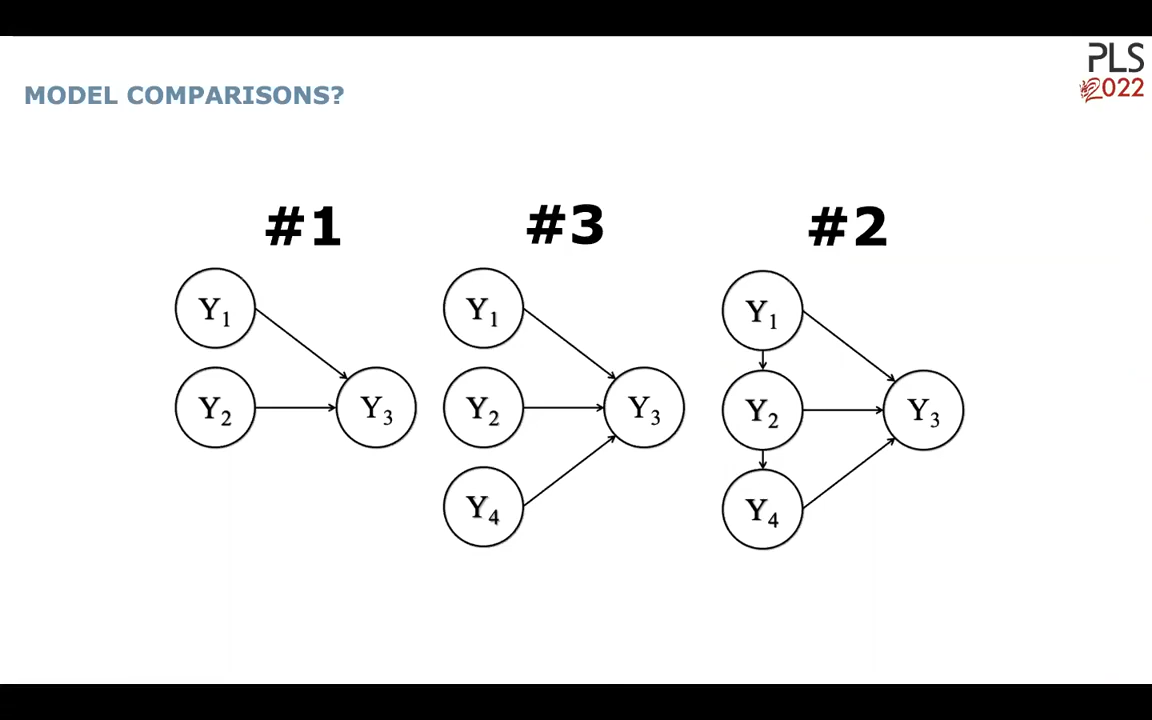 PLS
2022
MODEL COMPARISONS?
#1
#3
#2
Y1
Y2
Y3
Y1
Y2
Y3
Y4
Y1
Y2
Y3
Y4